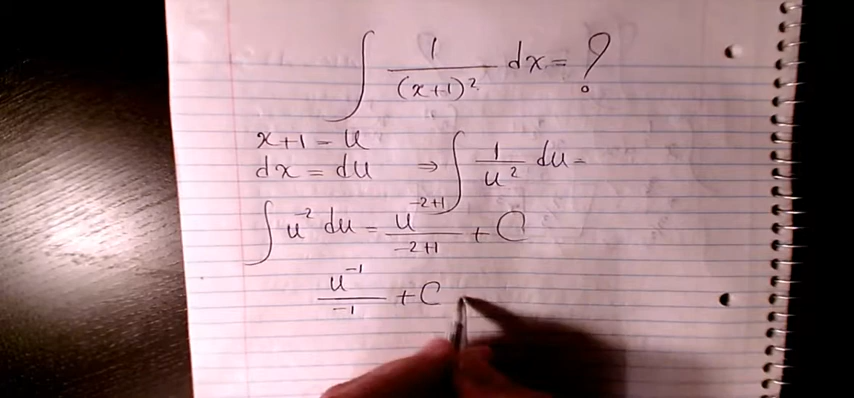 ∫ 1/(x+1)² dx = ?
x+1 = u
dx = du ⇒ ∫ 1/u² du =
∫ u⁻² du = u⁻²⁺¹/-2+1 + C
u⁻¹/-1 + C